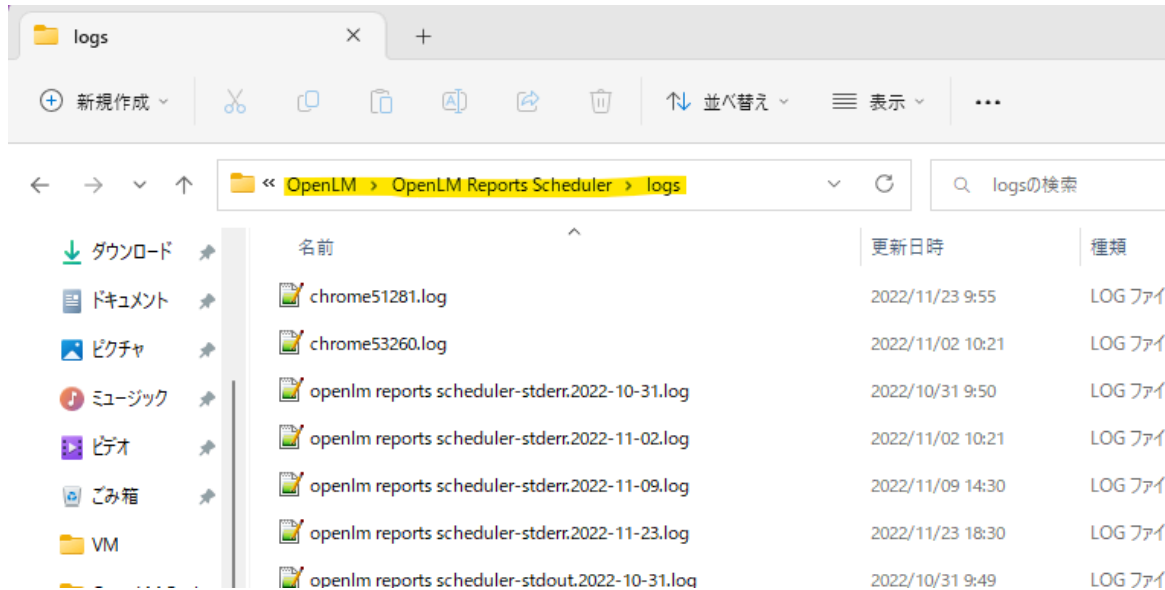 logs
新規作成
並べ替え
表示
« OpenLM > OpenLM Reports Scheduler > logs
logsの検索
名前
更新日時
種類
ダウンロード
ドキュメント
ピクチャ
ミュージック
ビデオ
ごみ箱
VM
chrome51281.log 2022/11/23 9:55 LOG ファイ
chrome53260.log 2022/11/02 10:21 LOG ファイ
openlm reports scheduler-stderr.2022-10-31.log 2022/10/31 9:50 LOG ファイ
openlm reports scheduler-stderr.2022-11-02.log 2022/11/02 10:21 LOG ファイ
openlm reports scheduler-stderr.2022-11-09.log 2022/11/09 14:30 LOG ファイ
openlm reports scheduler-stderr.2022-11-23.log 2022/11/23 18:30 LOG ファイ
openlm reports scheduler-stdout.2022-10-31.log 2022/10/31 9:49 LOG ファイ